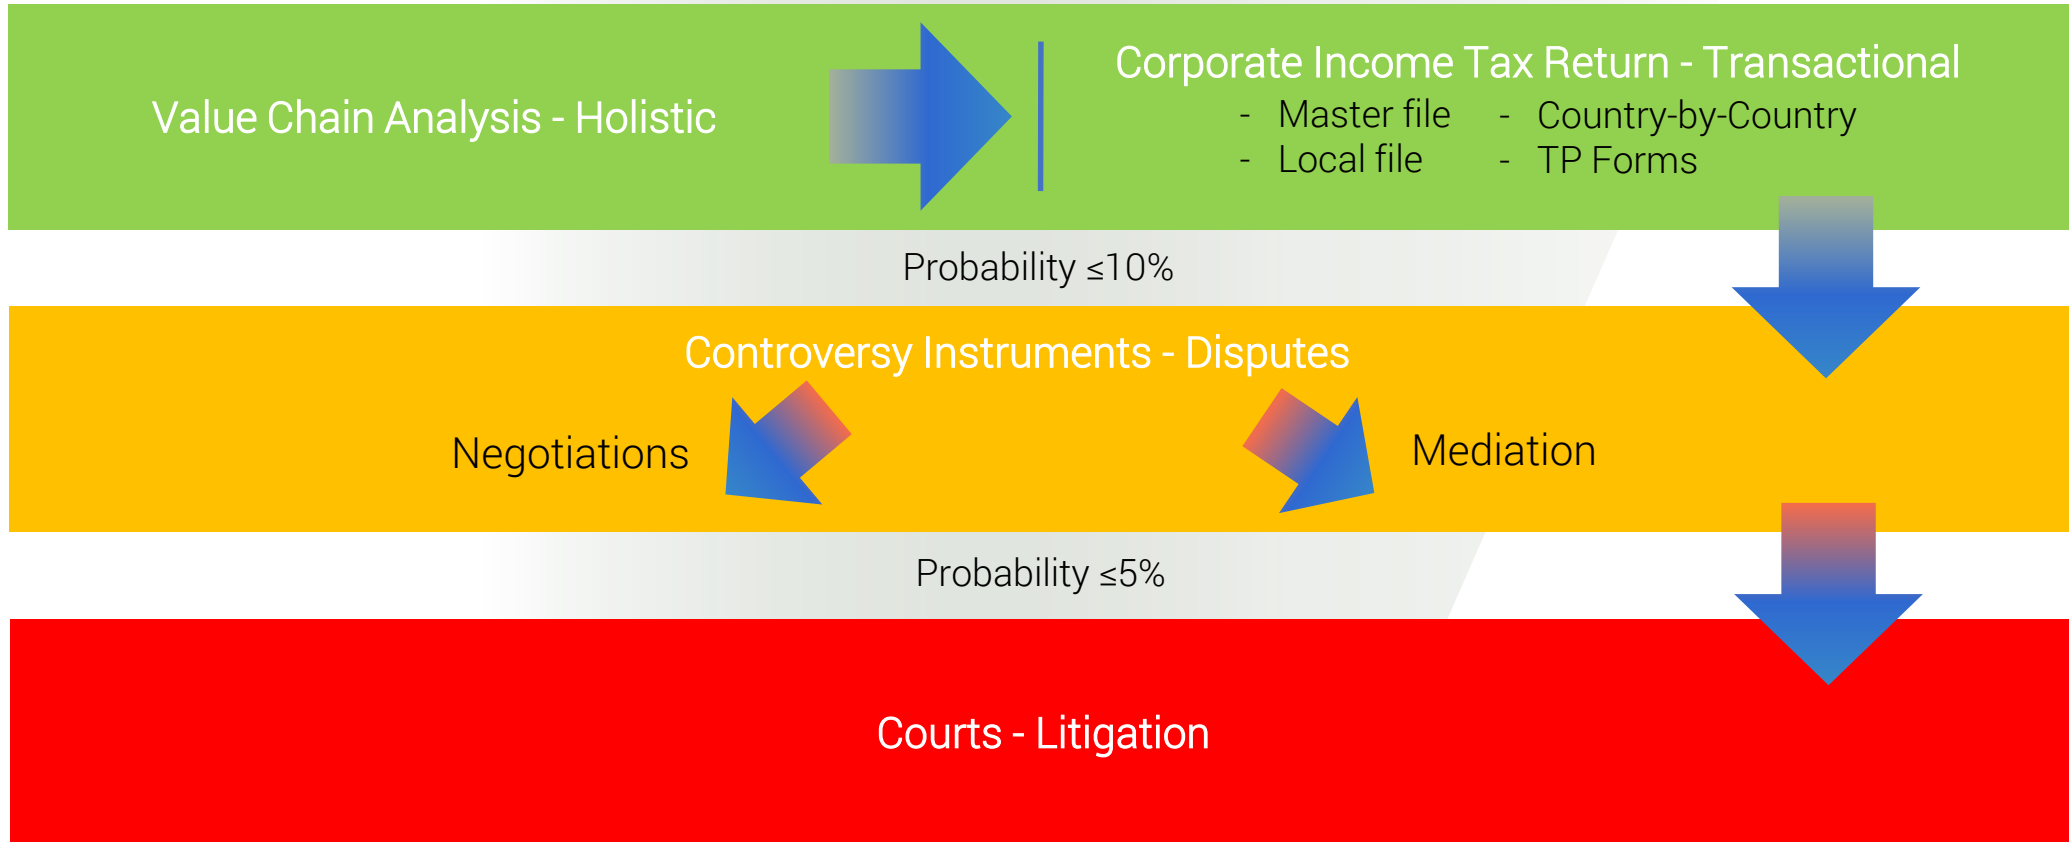 Value Chain Analysis - Holistic
Corporate Income Tax Return - Transactional
- Master file - Country-by-Country
- Local file - TP Forms
Probability ≤10%
Controversy Instruments - Disputes
Negotiations
Mediation
Probability ≤5%
Courts - Litigation